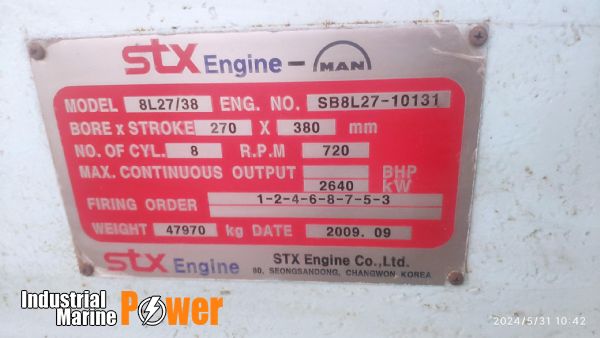 STX Engine - MAN
MODEL 8L27/38 ENG. NO. SB8L27-10131
BORE x STROKE 270 X 380 mm
NO. OF CYL. 8 R.P.M 720
MAX. CONTINUOUS OUTPUT BHP
2640 kW
FIRING ORDER 1-2-4-6-8-7-5-3
WEIGHT 47970 kg DATE 2009. 09
STX Engine STX Engine Co.,Ltd.
80, SEONGSANDONG, CHANGWON KOREA
Industrial
Marine Power
2024/5/31 10:42